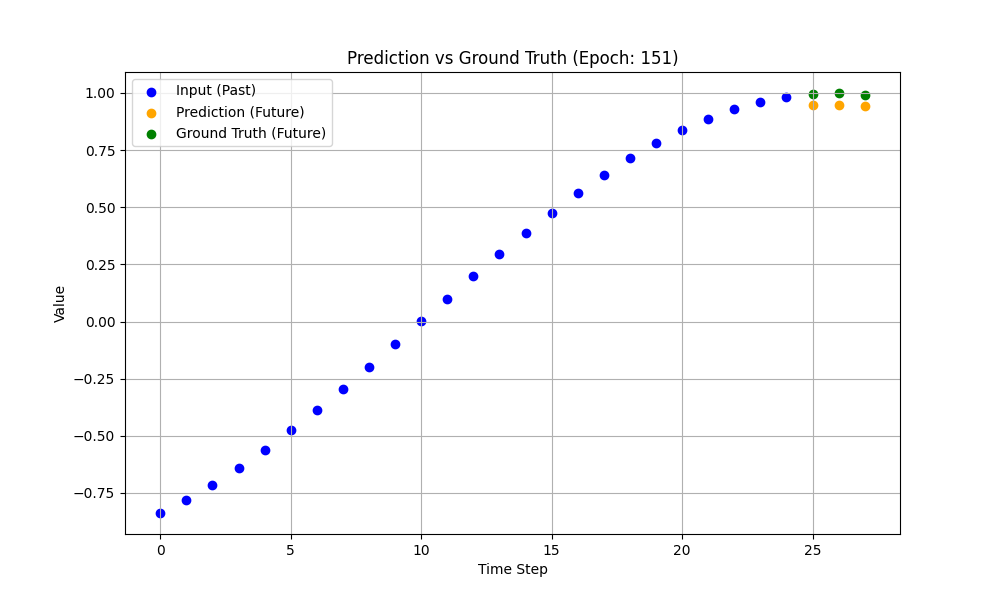 Prediction vs Ground Truth (Epoch: 151)
Input (Past)
Prediction (Future)
Ground Truth (Future)
1.00
0.75
0.50
0.25
0.00
−0.25
−0.50
−0.75
Value
0 5 10 15 20 25
Time Step